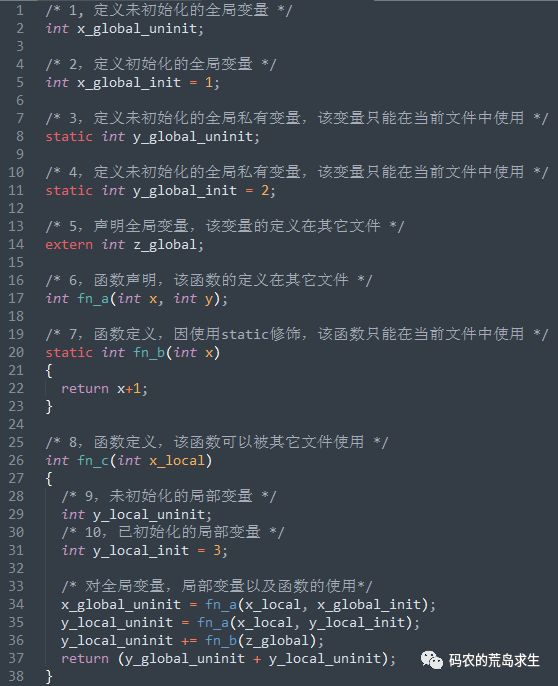 1 /* 1, 定义未初始化的全局变量 */
2 int x_global_uninit;
3
4 /* 2，定义初始化的全局变量 */
5 int x_global_init = 1;
6
7 /* 3，定义未初始化的全局私有变量，该变量只能在当前文件中使用 */
8 static int y_global_uninit;
9
10 /* 4，定义未初始化的全局私有变量，该变量只能在当前文件中使用 */
11 static int y_global_init = 2;
12
13 /* 5，声明全局变量，该变量的定义在其它文件 */
14 extern int z_global;
15
16 /* 6，函数声明，该函数的定义在其它文件 */
17 int fn_a(int x, int y);
18
19 /* 7，函数定义，因使用static修饰，该函数只能在当前文件中使用 */
20 static int fn_b(int x)
21 {
22   return x+1;
23 }
24
25 /* 8，函数定义，该函数可以被其它文件使用 */
26 int fn_c(int x_local)
27 {
28   /* 9，未初始化的局部变量 */
29   int y_local_uninit;
30   /* 10，已初始化的局部变量 */
31   int y_local_init = 3;
32
33   /* 对全局变量，局部变量以及函数的使用*/
34   x_global_uninit = fn_a(x_local, x_global_init);
35   y_local_uninit = fn_a(x_local, y_local_init);
36   y_local_uninit += fn_b(z_global);
37   return (y_global_uninit + y_local_uninit);
38 }
码农的荒岛求生